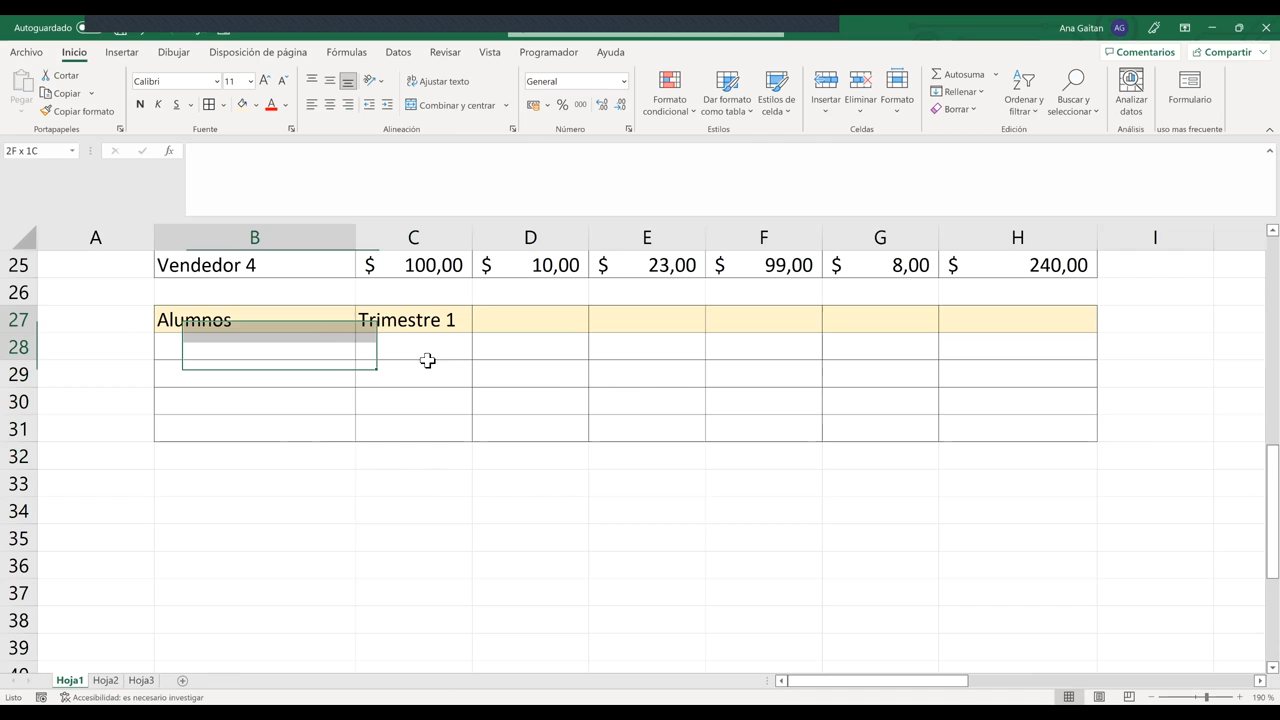 Autoguardado
Ana Gaitan AG
Archivo Inicio Insertar Dibujar Disposición de página Fórmulas Datos Revisar Vista Programador Ayuda Comentarios Compartir
Pegar
Cortar
Copiar
Copiar formato
Portapapeles
Calibri 11
N K S
Fuente
Ajustar texto
Combinar y centrar
Alineación
General
% 000
Número
Formato condicional
Dar formato como tabla
Estilos de celda
Estilos
Insertar Eliminar Formato
Celdas
Autosuma
Rellenar
Borrar
Ordenar y filtrar
Buscar y seleccionar
Edición
Analizar datos
Análisis
Formulario
uso mas frecuente
2F x 1C fx
A B C D E F G H I
25 Vendedor 4 $ 100,00 $ 10,00 $ 23,00 $ 99,00 $ 8,00 $ 240,00
26
27 Alumnos Trimestre 1
28
29
30
31
32
33
34
35
36
37
38
39
Hoja1 Hoja2 Hoja3
Listo Accesibilidad: es necesario investigar 190 %